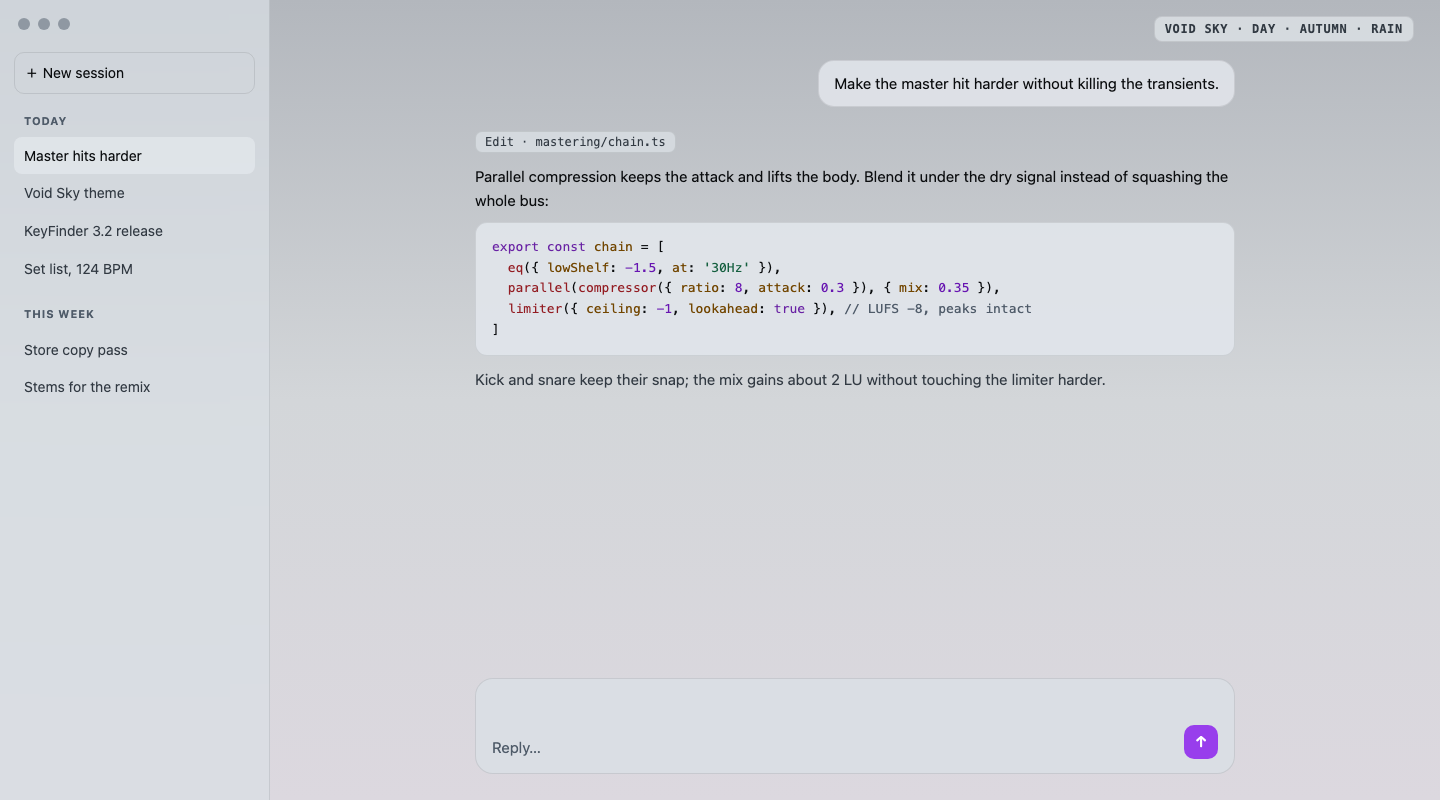 + New session
TODAY
Master hits harder
Void Sky theme
KeyFinder 3.2 release
Set list, 124 BPM
THIS WEEK
Store copy pass
Stems for the remix
VOID SKY · DAY · AUTUMN · RAIN
Make the master hit harder without killing the transients.
Edit · mastering/chain.ts
Parallel compression keeps the attack and lifts the body. Blend it under the dry signal instead of squashing the
whole bus:
export const chain = [
  eq({ lowShelf: -1.5, at: '30Hz' }),
  parallel(compressor({ ratio: 8, attack: 0.3 }), { mix: 0.35 }),
  limiter({ ceiling: -1, lookahead: true }), // LUFS -8, peaks intact
]
Kick and snare keep their snap; the mix gains about 2 LU without touching the limiter harder.
Reply...